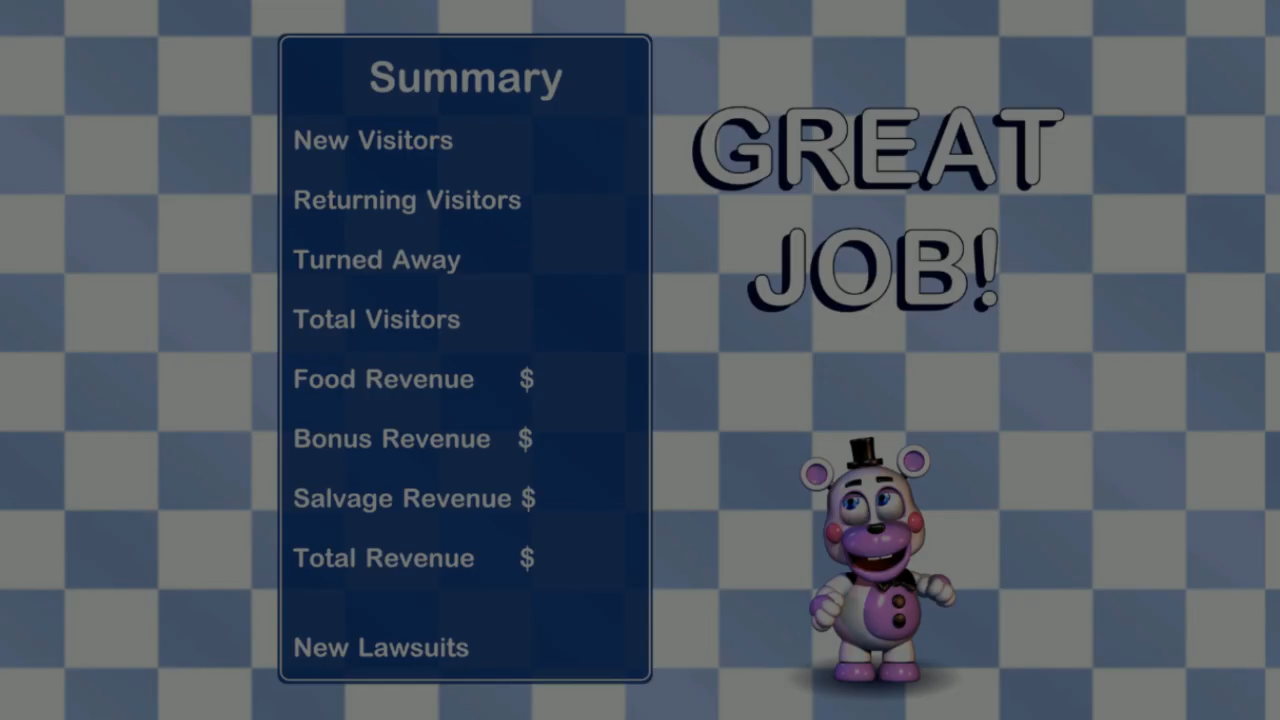 Summary
New Visitors
Returning Visitors
Turned Away
Total Visitors
Food Revenue $
Bonus Revenue $
Salvage Revenue $
Total Revenue $
New Lawsuits
GREAT
JOB!